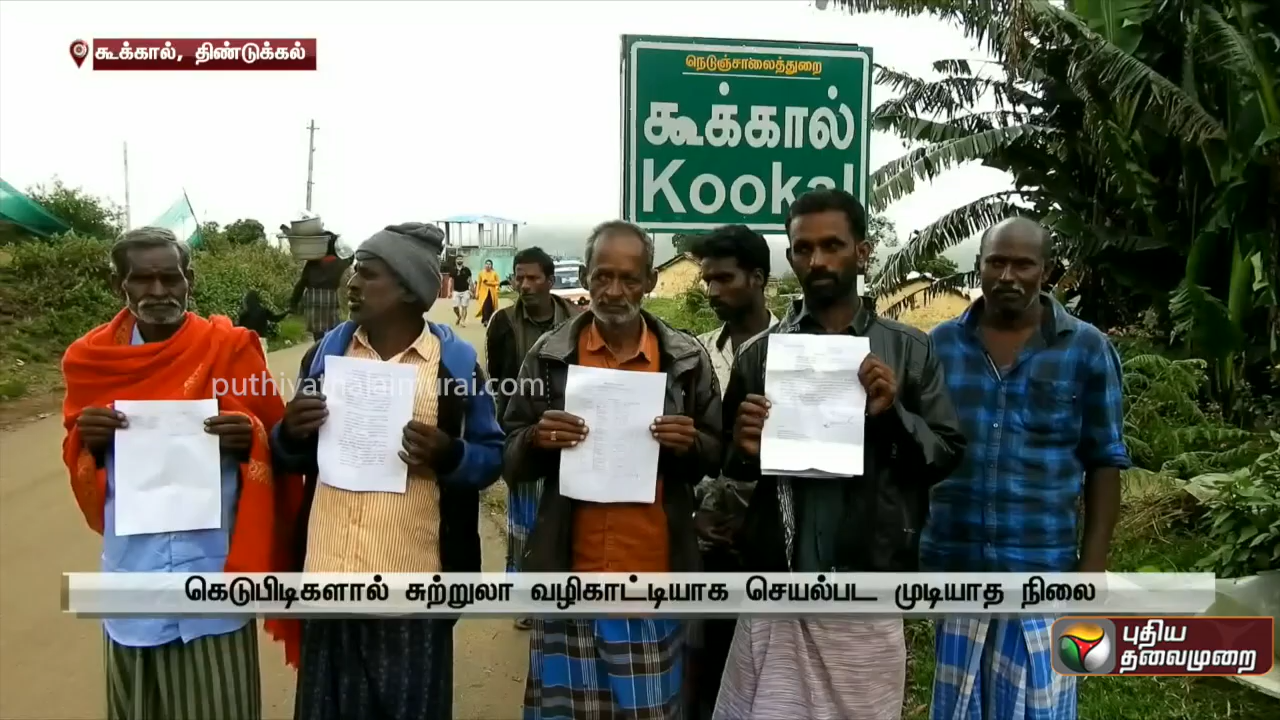 கூக்கால், திண்டுக்கல்
நெடுஞ்சாலைத்துறை
கூக்கால்
Kookal
puthiyathalaimurai.com
கெடுபிடிகளால் சுற்றுலா வழிகாட்டியாக செயல்பட முடியாத நிலை
புதிய
தலைமுறை